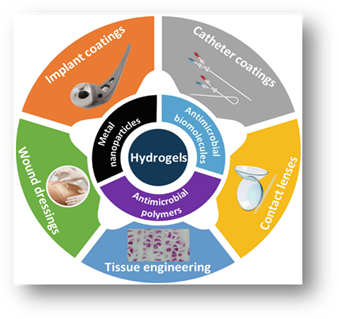 Implant coatings
Catheter coatings
Metal
nanoparticles
Antimicrobial
biomolecules
Hydrogels
Antimicrobial
polymers
Wound dressings
Contact lenses
Tissue engineering